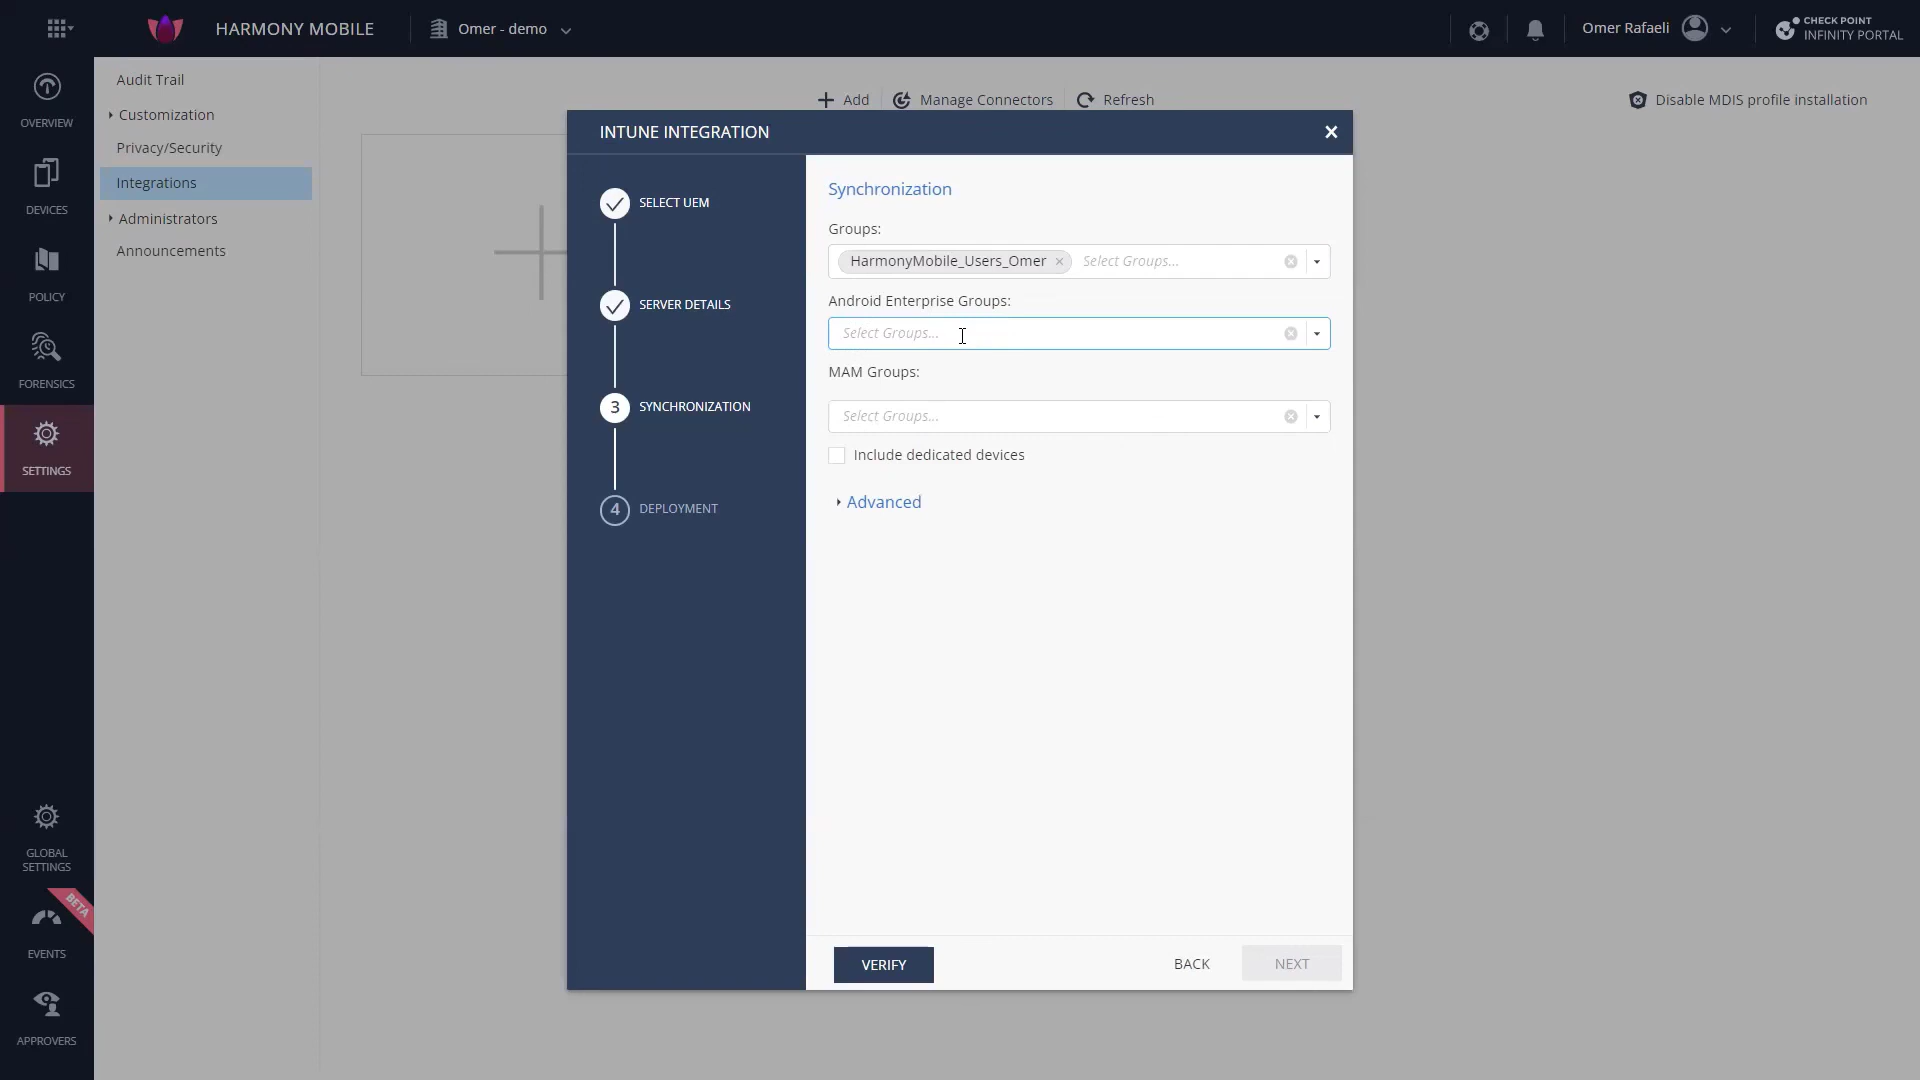 HARMONY MOBILE
Omer - demo
Omer Rafaeli
CHECK POINT
INFINITY PORTAL
OVERVIEW
DEVICES
POLICY
FORENSICS
SETTINGS
GLOBAL
SETTINGS
BETA
EVENTS
APPROVERS
Audit Trail
Customization
Privacy/Security
Integrations
Administrators
Announcements
Add
Manage Connectors
Refresh
Disable MDIS profile installation
INTUNE INTEGRATION
SELECT UEM
SERVER DETAILS
3 SYNCHRONIZATION
4 DEPLOYMENT
Synchronization
Groups:
HarmonyMobile_Users_Omer × Select Groups...
Android Enterprise Groups:
Select Groups...
MAM Groups:
Select Groups...
Include dedicated devices
Advanced
VERIFY
BACK
NEXT